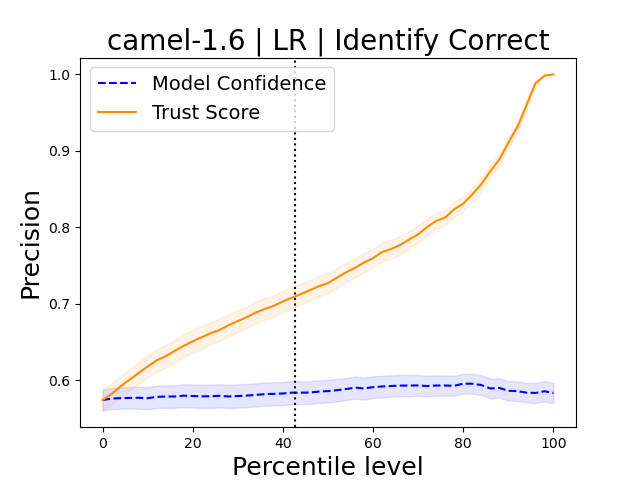 camel-1.6 | LR | Identify Correct
Model Confidence
Trust Score
Precision
1.0
0.9
0.8
0.7
0.6
0
20
40
60
80
100
Percentile level